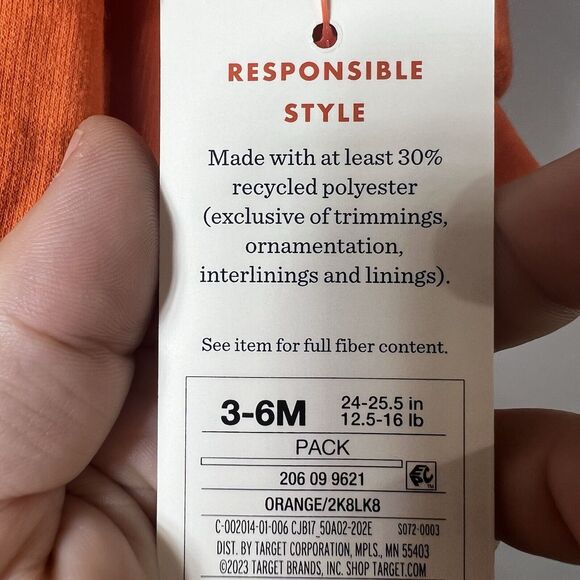 RESPONSIBLE
STYLE
Made with at least 30%
recycled polyester
(exclusive of trimmings,
ornamentation,
interlinings and linings).
See item for full fiber content.
3-6M 24-25.5 in
12.5-16 lb
PACK
206 09 9621
ORANGE/2K8LK8
C-002014-01-006 CJB17_50A02-202E S072-0003
DIST. BY TARGET CORPORATION, MPLS., MN 55403
©2023 TARGET BRANDS, INC. SHOP TARGET.COM